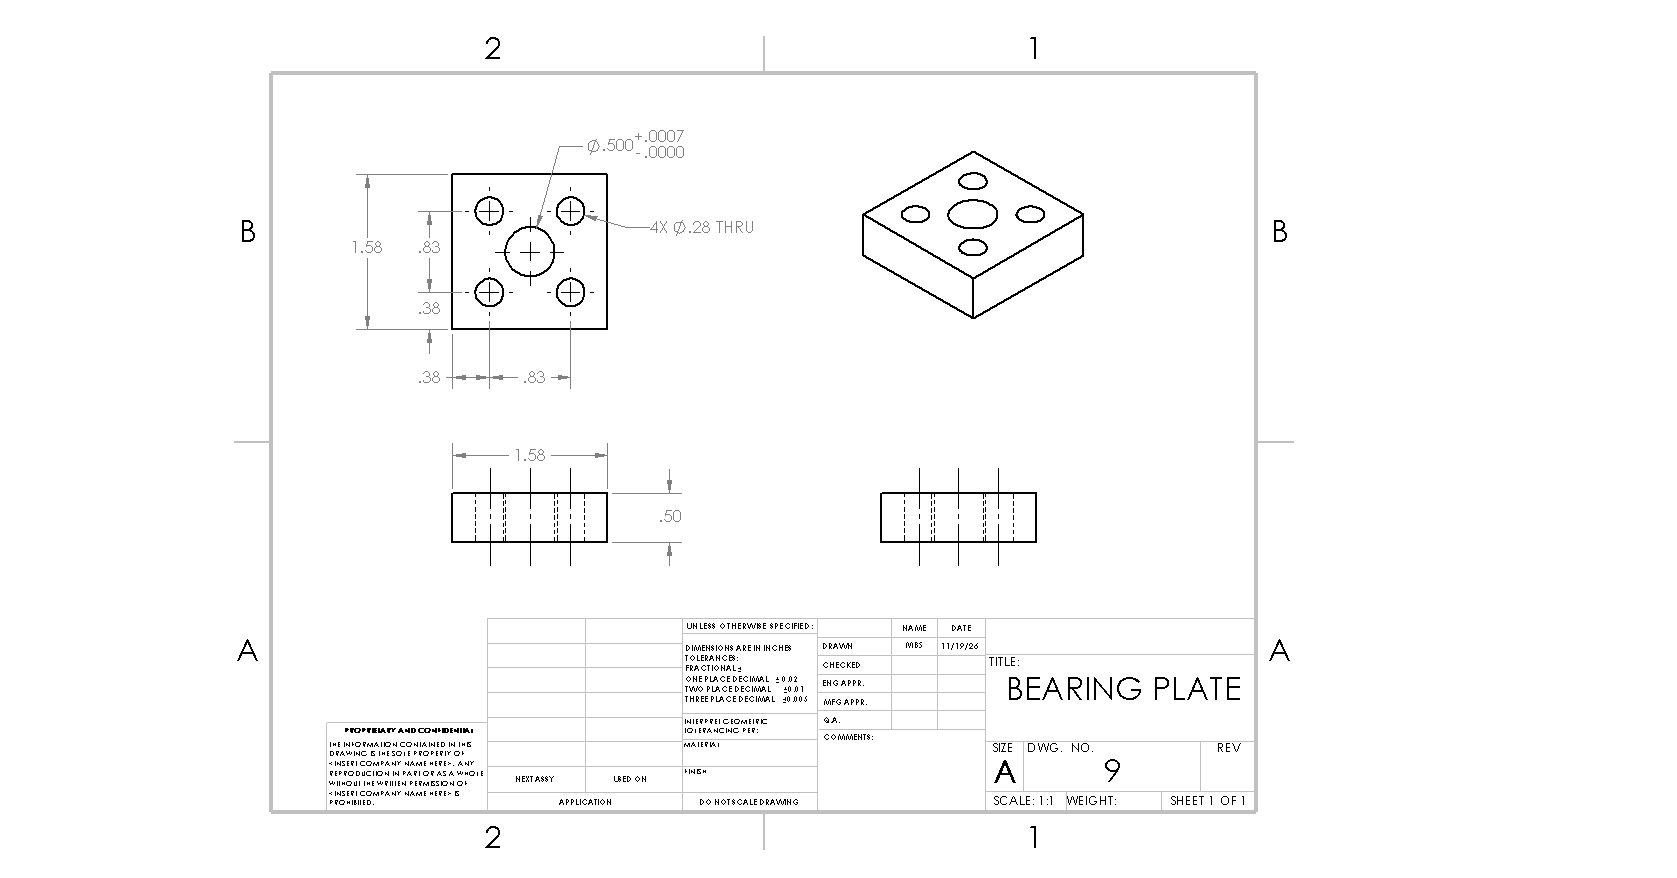 2 1
Ø.500 +.0007
-.0000
B 1.58 .83 4X Ø.28 THRU B
.38
.38 .83
1.58
.50
A A
UNLESS OTHERWISE SPECIFIED:
DIMENSIONS ARE IN INCHES
TOLERANCES:
FRACTIONAL±
ONE PLACE DECIMAL ±0.02
TWO PLACE DECIMAL ±0.01
THREE PLACE DECIMAL ±0.005
INTERPRET GEOMETRIC
TOLERANCING PER:
MATERIAL
FINISH
DO NOT SCALE DRAWING
NAME DATE
DRAWN MBS 11/19/26
CHECKED
ENG APPR.
MFG APPR.
Q.A.
COMMENTS:
TITLE:
BEARING PLATE
SIZE DWG. NO. REV
A 9
SCALE: 1:1 WEIGHT: SHEET 1 OF 1
PROPRIETARY AND CONFIDENTIAL
THE INFORMATION CONTAINED IN THIS
DRAWING IS THE SOLE PROPERTY OF
<INSERT COMPANY NAME HERE>. ANY
REPRODUCTION IN PART OR AS A WHOLE
WITHOUT THE WRITTEN PERMISSION OF
<INSERT COMPANY NAME HERE> IS
PROHIBITED.
NEXT ASSY USED ON
APPLICATION
2 1